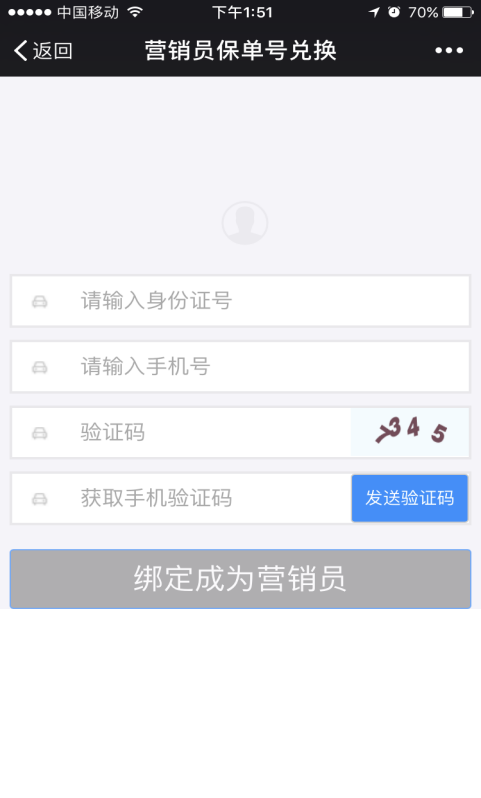 中国移动 下午1:51 70%
返回 营销员保单号兑换
请输入身份证号
请输入手机号
验证码 7345
获取手机验证码 发送验证码
绑定成为营销员